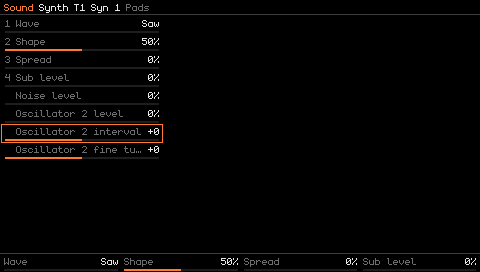 Sound Synth T1 Syn 1 Pads
1 Wave Saw
2 Shape 50%
3 Spread 0%
4 Sub level 0%
Noise level 0%
Oscillator 2 level 0%
Oscillator 2 interval +0
Oscillator 2 fine tu… +0
Wave Saw Shape 50% Spread 0% Sub level 0%